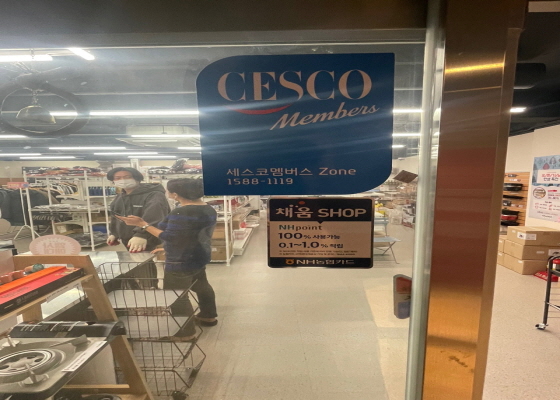 CESCO
Members
세스코멤버스 Zone
1588-1119
채움 SHOP
NHpoint
100% 사용가능
0.1~1.0% 적립
NH농협카드